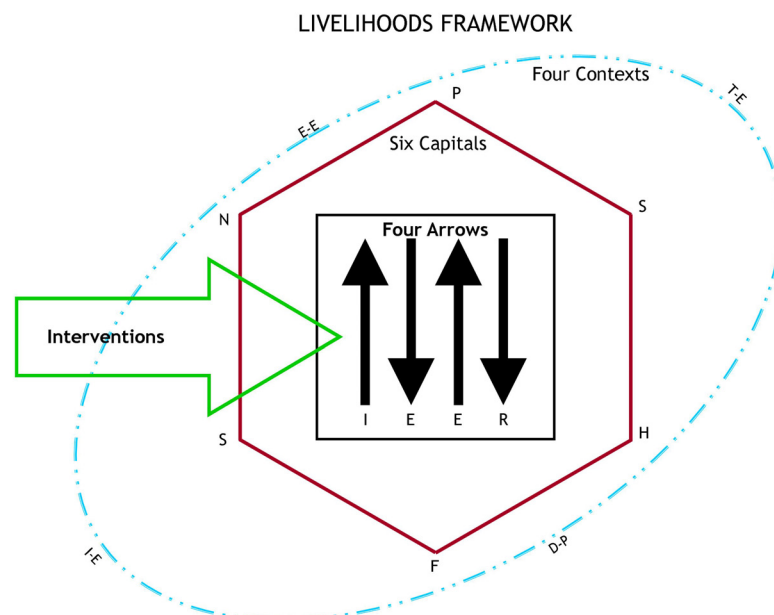 LIVELIHOODS FRAMEWORK
Four Contexts
P
T-E
E-E
Six Capitals
N
S
Four Arrows
Interventions
I E E R
S
H
F
D-P
I-E